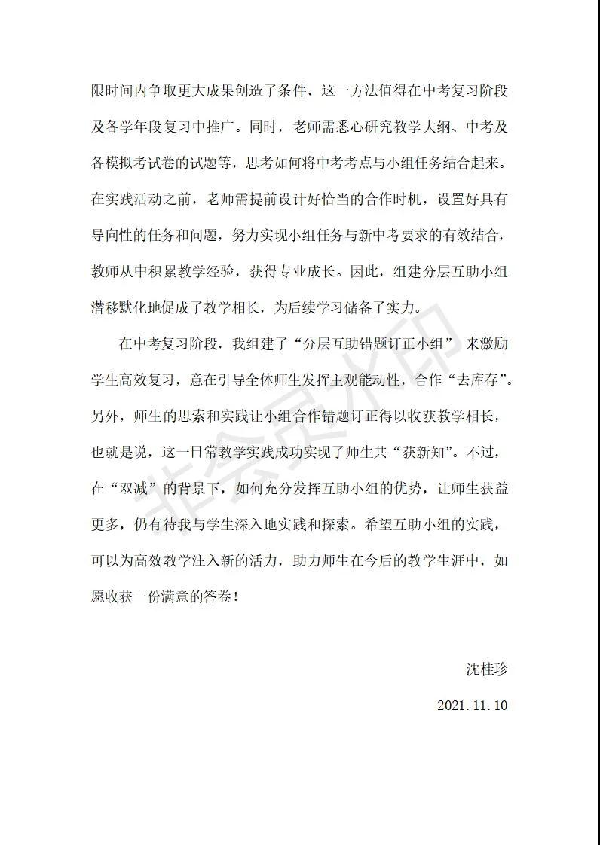 限时间内争取更大成果创造了条件，这一方法值得在中考复习阶段
及各学年段复习中推广。同时，老师需悉心研究教学大纲、中考及
各模拟考试卷的试题等，思考如何将中考考点与小组任务结合起来。
在实践活动之前，老师需提前设计好恰当的合作时机，设置好具有
导向性的任务和问题，努力实现小组任务与新中考要求的有效结合，
教师从中积累教学经验，获得专业成长。因此，组建分层互助小组
潜移默化地促成了教学相长，为后续学习储备了实力。
在中考复习阶段，我组建了“分层互助错题订正小组” 来激励
学生高效复习，意在引导全体师生发挥主观能动性，合作“去库存”。
另外，师生的思索和实践让小组合作错题订正得以收获教学相长，
也就是说，这一日常教学实践成功实现了师生共“获新知”。不过，
在“双减”的背景下，如何充分发挥互助小组的优势，让师生获益
更多，仍有待我与学生深入地实践和探索。希望互助小组的实践，
可以为高效教学注入新的活力，助力师生在今后的教学生涯中，如
愿收获一份满意的答卷！
沈桂珍
2021.11.10
非会员水印